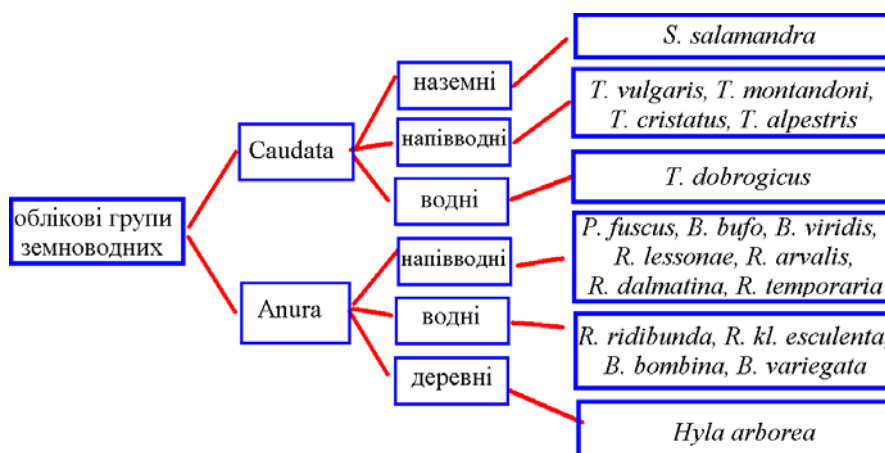 облікові групи
земноводних
Caudata
наземні
S. salamandra
напівводні
T. vulgaris, T. montandoni,
T. cristatus, T. alpestris
водні
T. dobrogicus
Anura
напівводні
P. fuscus, B. bufo, B. viridis,
R. lessonae, R. arvalis,
R. dalmatina, R. temporaria
водні
R. ridibunda, R. kl. esculenta,
B. bombina, B. variegata
деревні
Hyla arborea